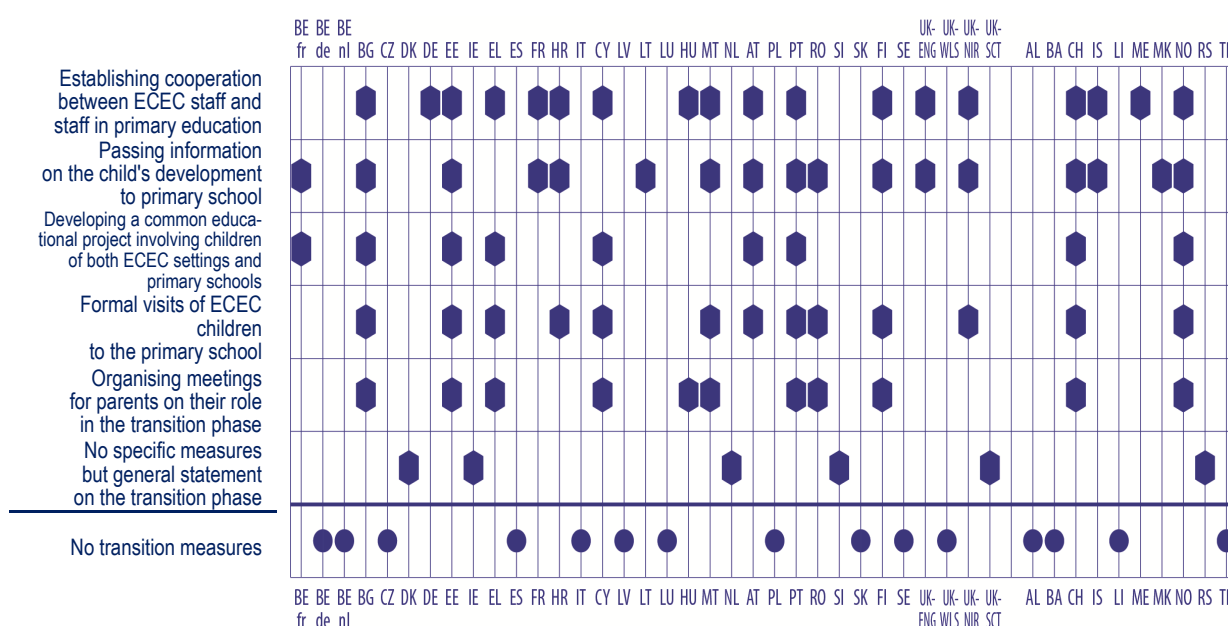 BE BE BE UK- UK- UK- UK-
fr de nl BG CZ DK DE EE IE EL ES FR HR IT CY LV LT LU HU MT NL AT PL PT RO SI SK FI SE ENG WLS NIR SCT AL BA CH IS LI ME MK NO RS
Establishing cooperation
between ECEC staff and
staff in primary education
Passing information
on the child's development
to primary school
Developing a common educa-
tional project involving children
of both ECEC settings and
primary schools
Formal visits of ECEC
children
to the primary school
Organising meetings
for parents on their role
in the transition phase
No specific measures
but general statement
on the transition phase
No transition measures
BE BE BE BG CZ DK DE EE IE EL ES FR HR IT CY LV LT LU HU MT NL AT PL PT RO SI SK FI SE UK- UK- UK- UK- AL BA CH IS LI ME MK NO RS
fr de nl ENG WLS NIR SCT